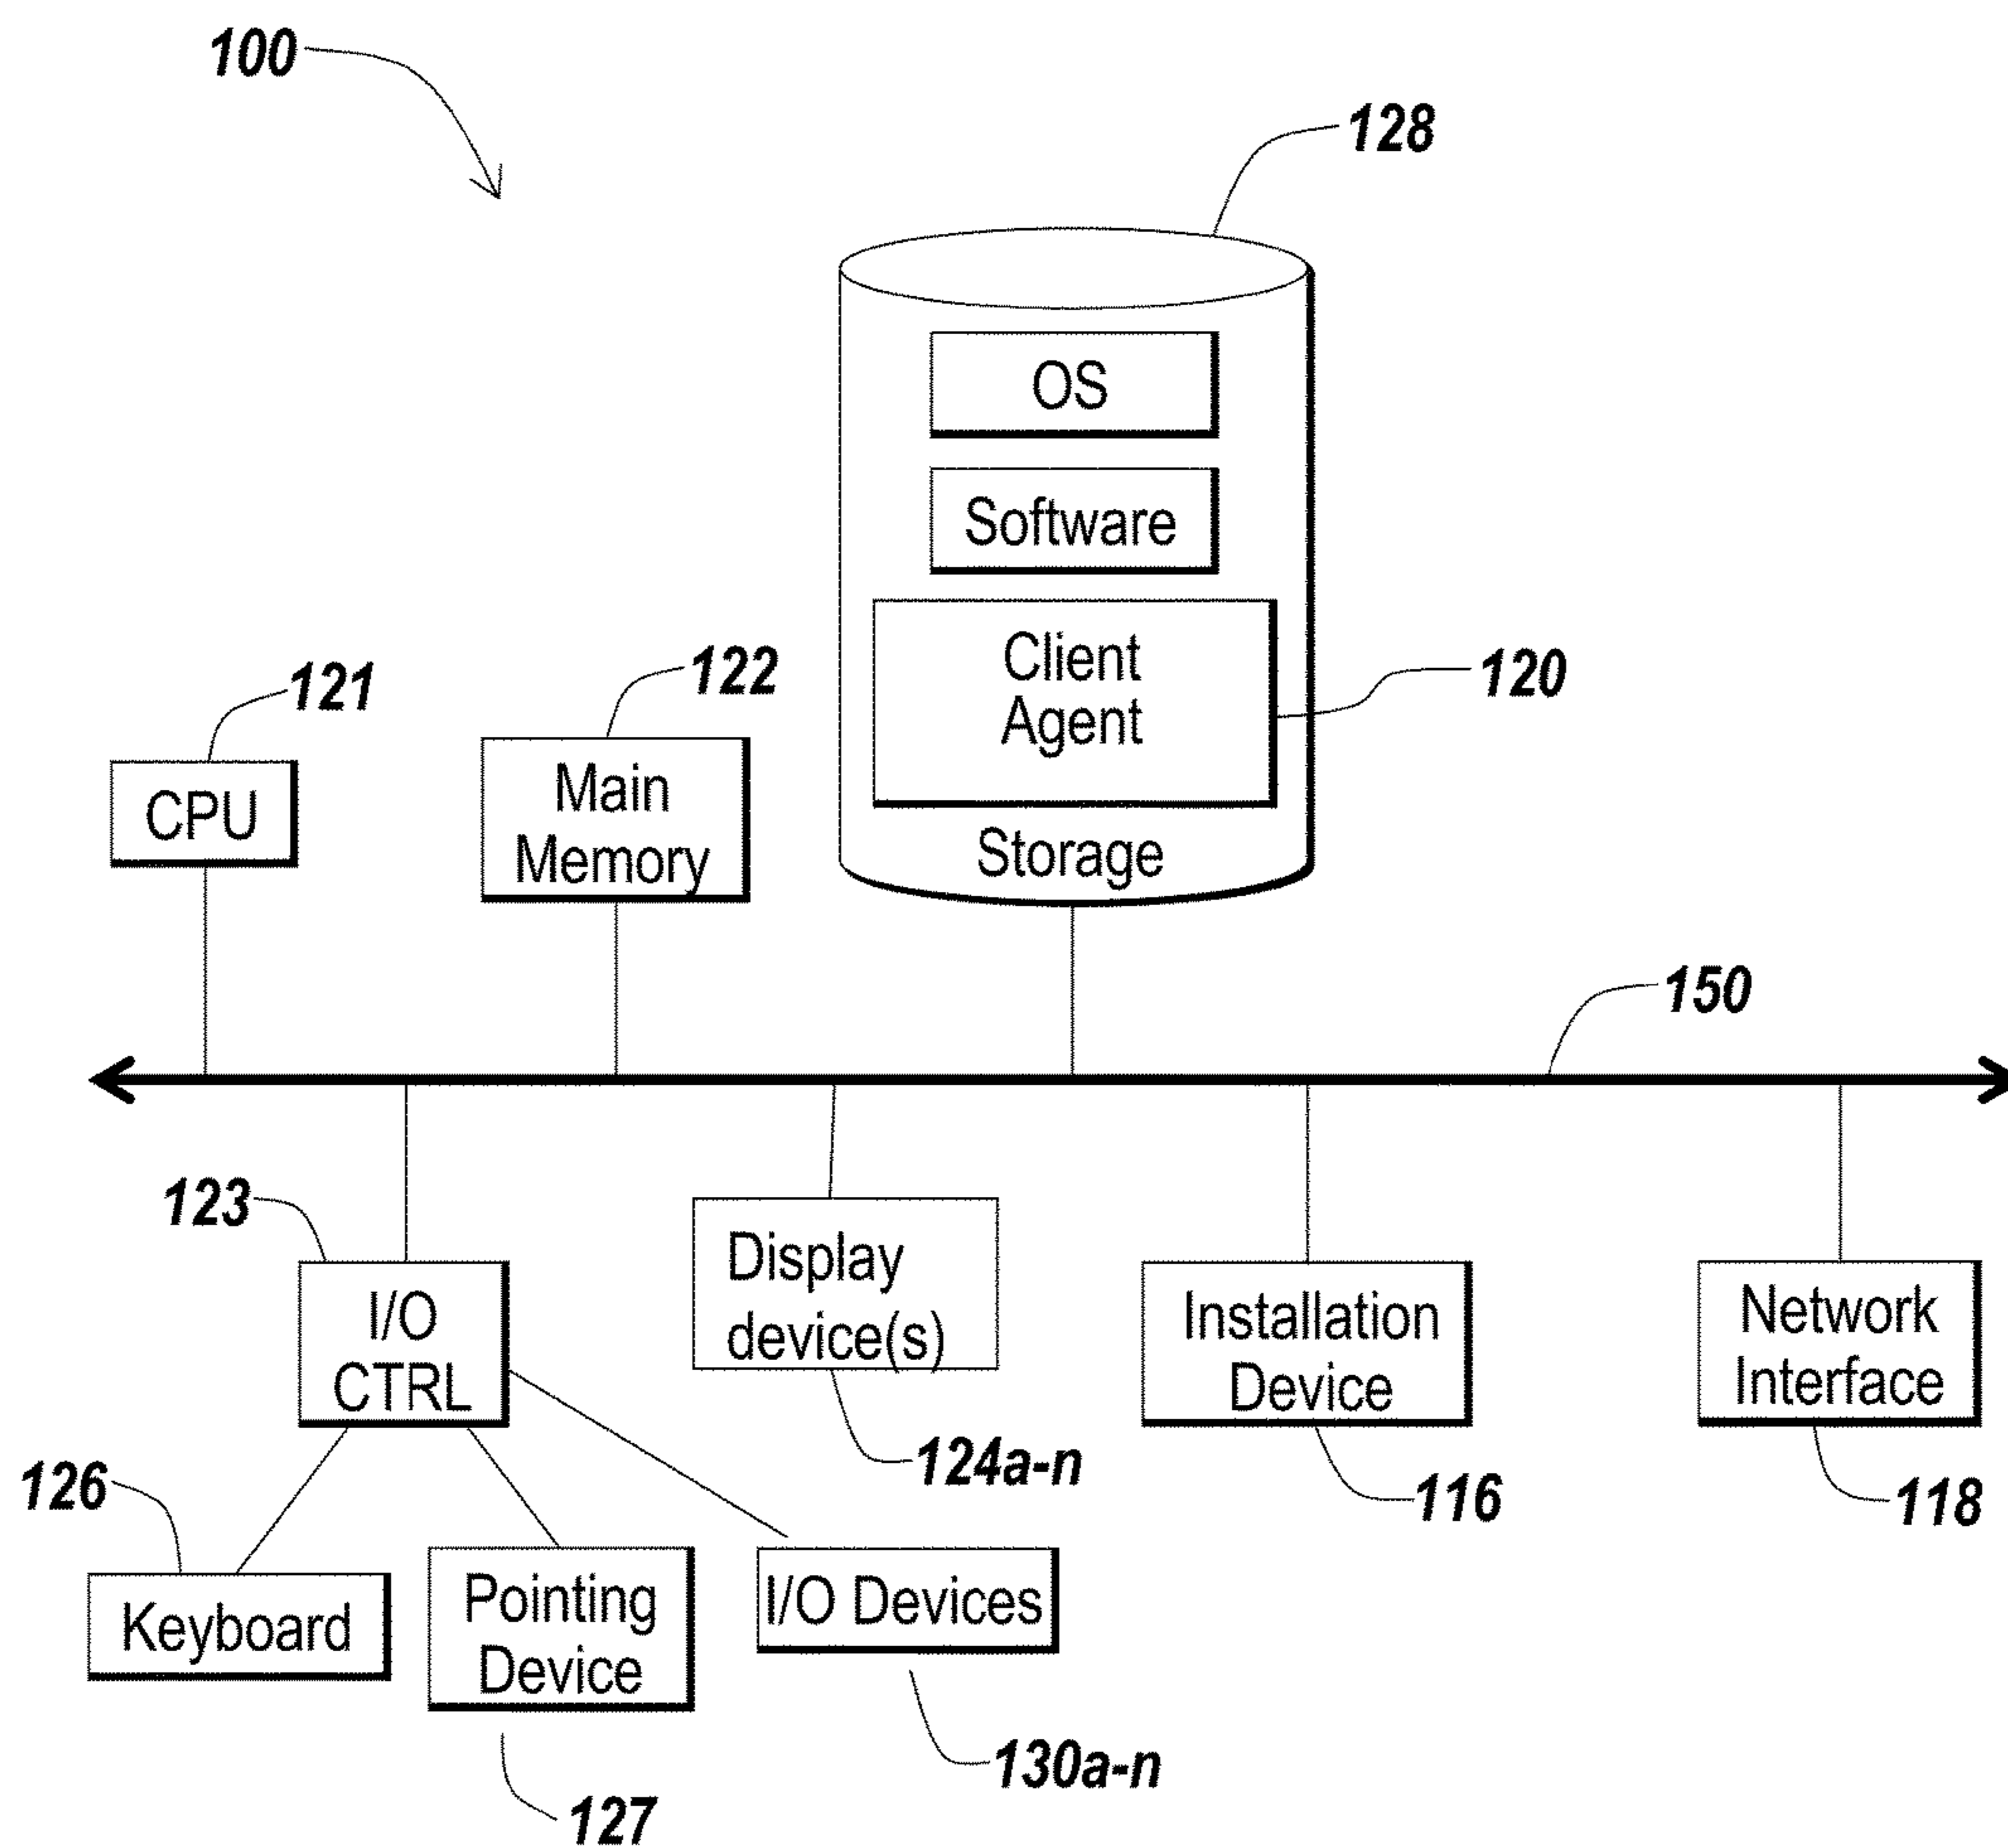 100
128
OS
Software
Client
Agent
120
Storage
121
CPU
122
Main
Memory
150
123
I/O
CTRL
Display
device(s)
124a-n
Installation
Device
116
Network
Interface
118
126
Keyboard
Pointing
Device
127
I/O Devices
130a-n